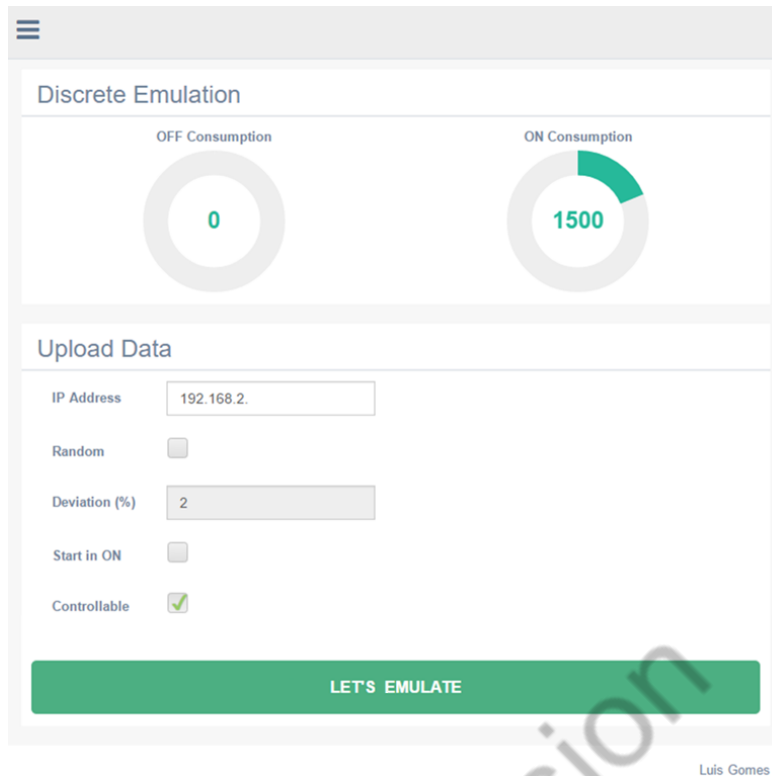 Discrete Emulation
OFF Consumption
ON Consumption
0
1500
Upload Data
IP Address
192.168.2.
Random
Deviation (%)
2
Start in ON
Controllable
LET'S EMULATE
sion
Luis Gomes